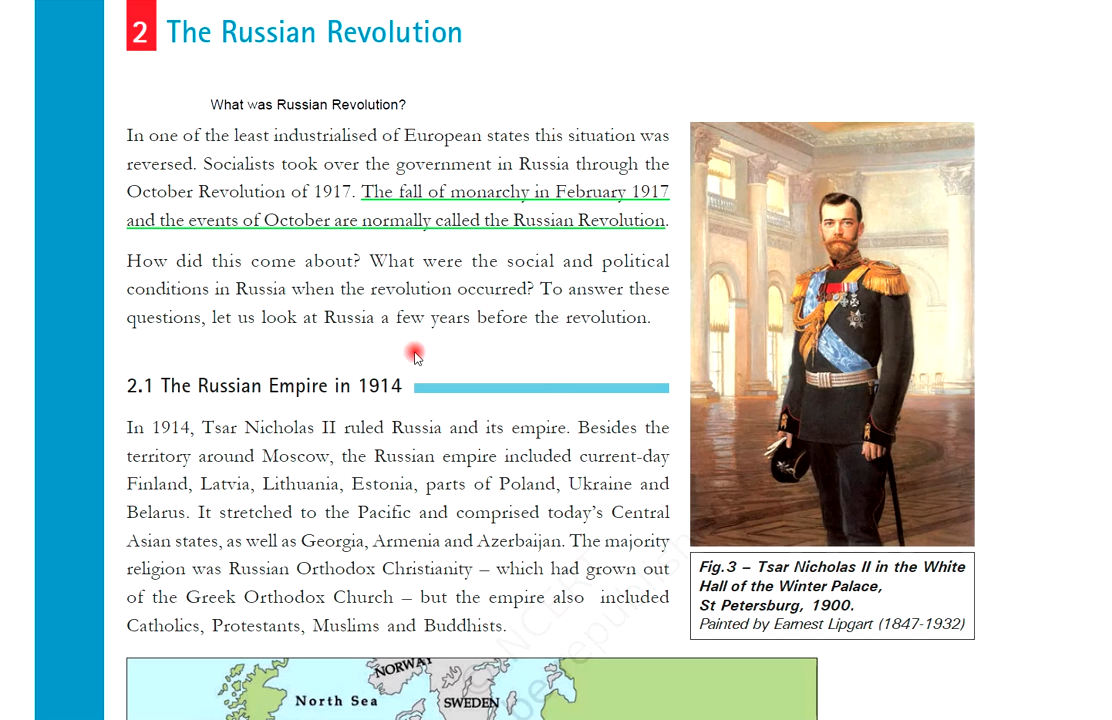 2 The Russian Revolution
What was Russian Revolution?
In one of the least industrialised of European states this situation was
reversed. Socialists took over the government in Russia through the
October Revolution of 1917. The fall of monarchy in February 1917
and the events of October are normally called the Russian Revolution.
How did this come about? What were the social and political
conditions in Russia when the revolution occurred? To answer these
questions, let us look at Russia a few years before the revolution.
2.1 The Russian Empire in 1914
In 1914, Tsar Nicholas II ruled Russia and its empire. Besides the
territory around Moscow, the Russian empire included current-day
Finland, Latvia, Lithuania, Estonia, parts of Poland, Ukraine and
Belarus. It stretched to the Pacific and comprised today's Central
Asian states, as well as Georgia, Armenia and Azerbaijan. The majority
religion was Russian Orthodox Christianity – which had grown out
of the Greek Orthodox Church – but the empire also included
Catholics, Protestants, Muslims and Buddhists.
Fig.3 – Tsar Nicholas II in the White
Hall of the Winter Palace,
St Petersburg, 1900.
Painted by Earnest Lipgart (1847-1932)
NORWAY
North Sea
SWEDEN